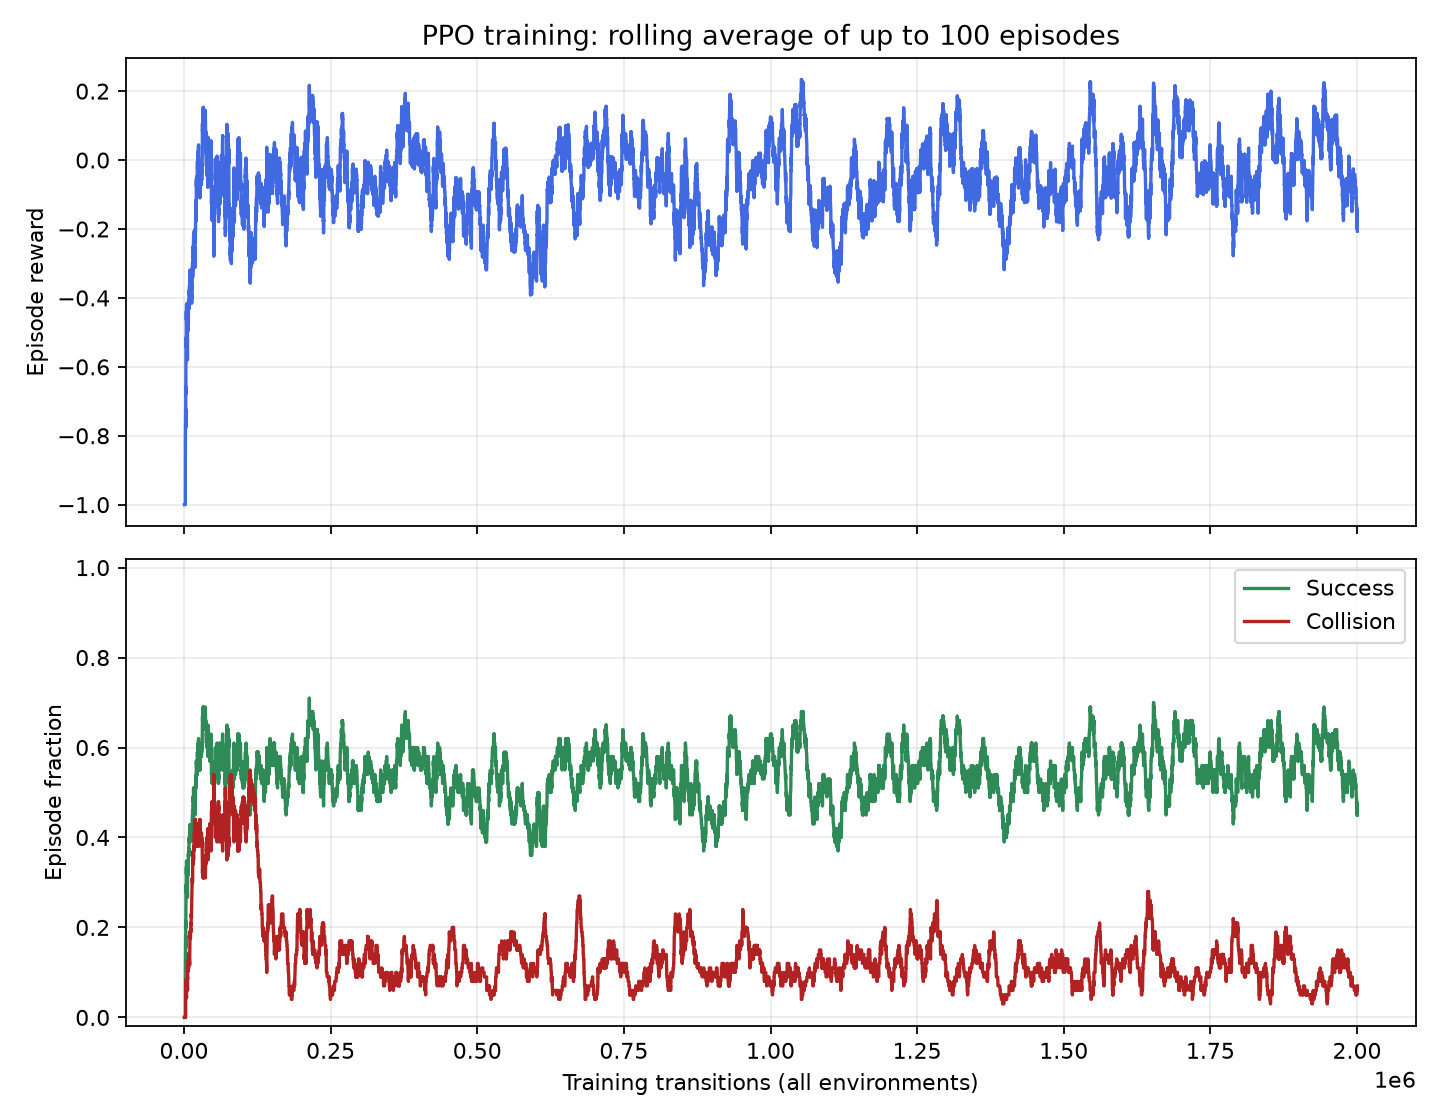 PPO training: rolling average of up to 100 episodes
0.2
0.0
−0.2
−0.4
−0.6
−0.8
−1.0
Episode reward
1.0
0.8
0.6
0.4
0.2
0.0
Episode fraction
Success
Collision
0.00 0.25 0.50 0.75 1.00 1.25 1.50 1.75 2.00
1e6
Training transitions (all environments)